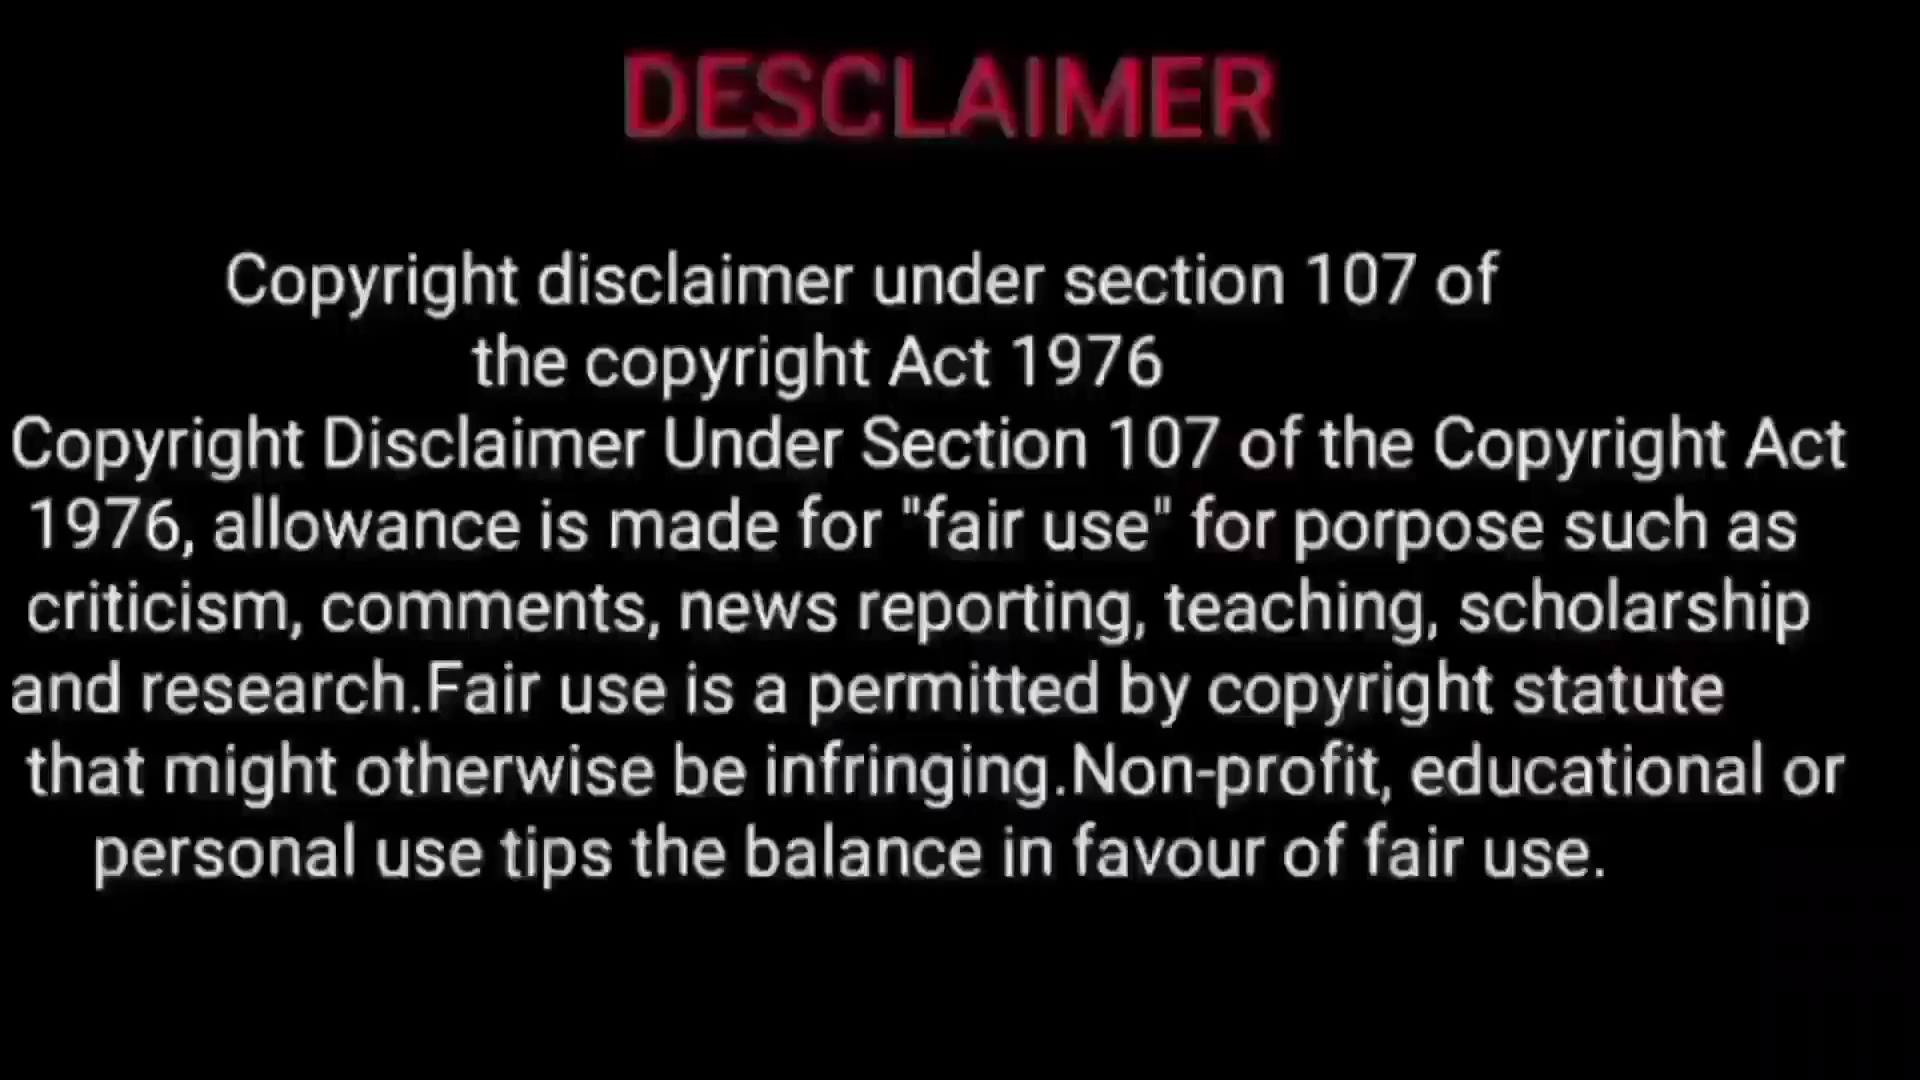 DESCLAIMER
Copyright disclaimer under section 107 of
the copyright Act 1976
Copyright Disclaimer Under Section 107 of the Copyright Act
1976, allowance is made for "fair use" for porpose such as
criticism, comments, news reporting, teaching, scholarship
and research.Fair use is a permitted by copyright statute
that might otherwise be infringing.Non-profit, educational or
personal use tips the balance in favour of fair use.